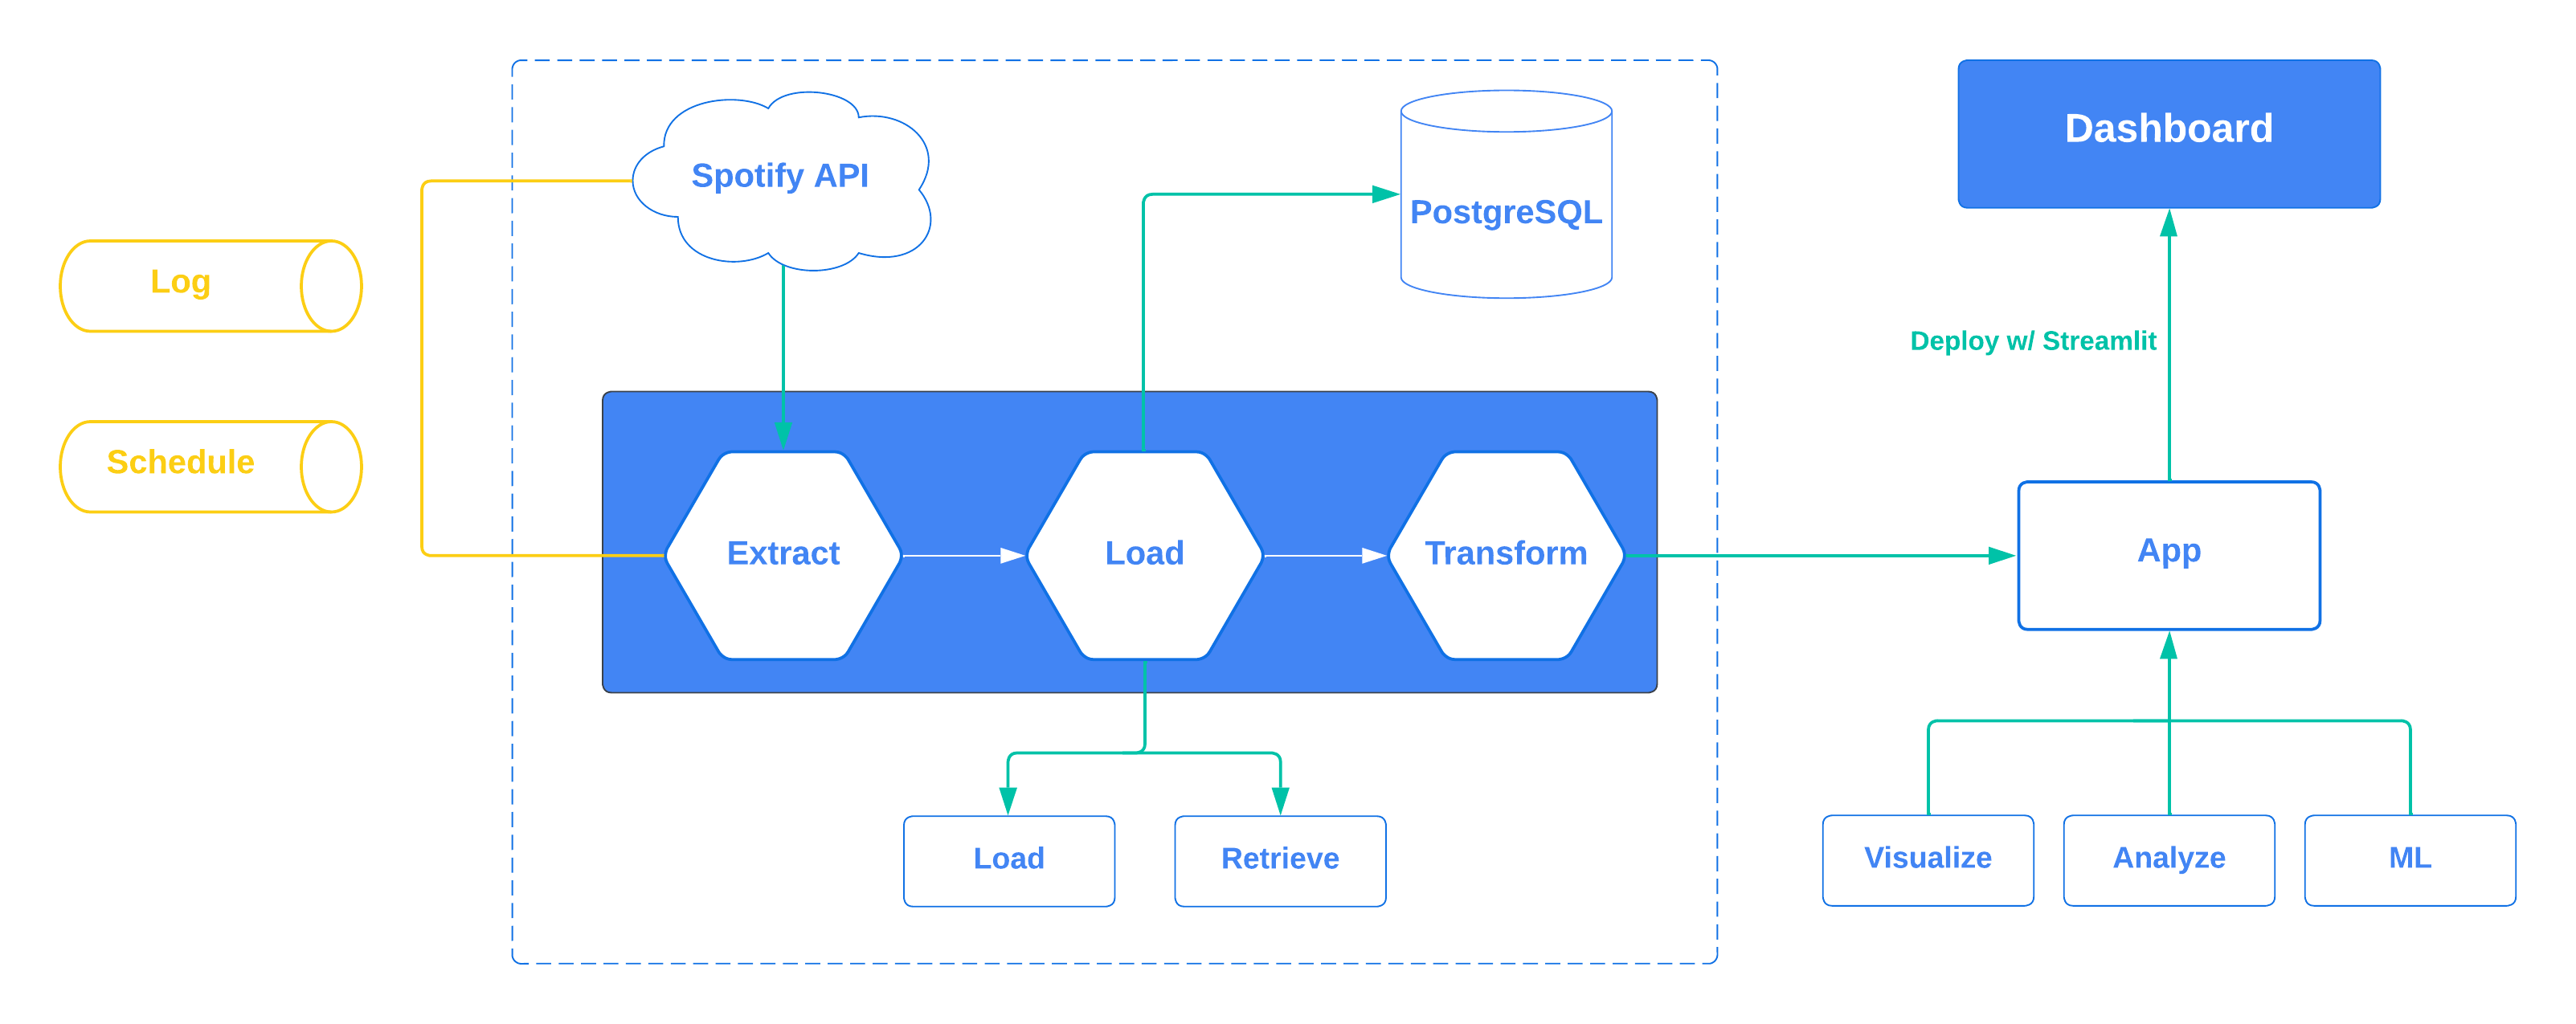 Spotify API
PostgreSQL
Dashboard
Log
Schedule
Deploy w/ Streamlit
Extract
Load
Transform
App
Load
Retrieve
Visualize
Analyze
ML